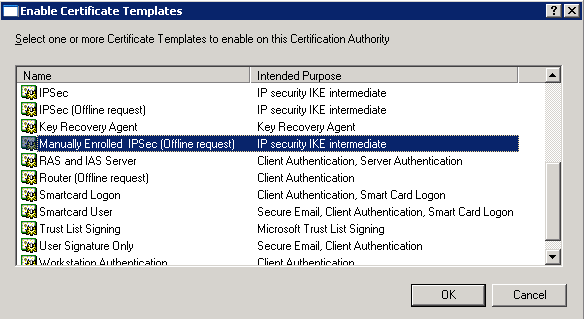 Enable Certificate Templates
Select one or more Certificate Templates to enable on this Certification Authority
Name Intended Purpose
IPSec IP security IKE intermediate
IPSec (Offline request) IP security IKE intermediate
Key Recovery Agent Key Recovery Agent
Manually Enrolled IPSec (Offline request) IP security IKE intermediate
RAS and IAS Server Client Authentication, Server Authentication
Router (Offline request) Client Authentication
Smartcard Logon Client Authentication, Smart Card Logon
Smartcard User Secure Email, Client Authentication, Smart Card Logon
Trust List Signing Microsoft Trust List Signing
User Signature Only Secure Email, Client Authentication
Workstation Authentication Client Authentication
OK Cancel